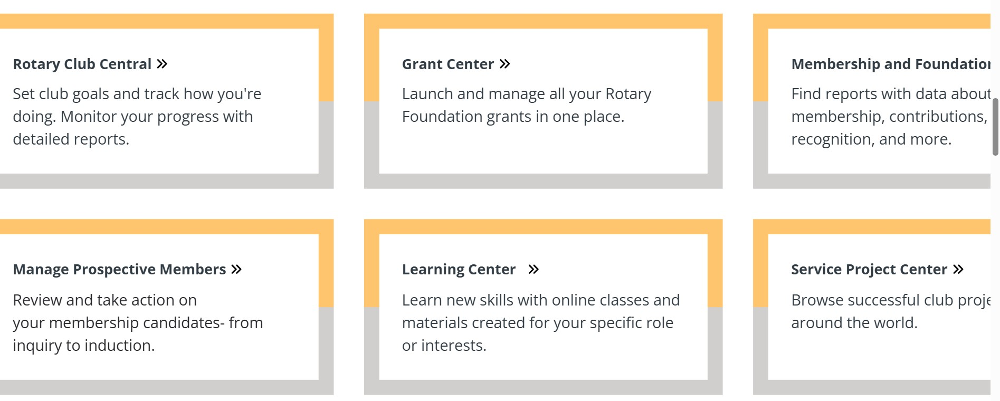 Rotary Club Central »
Set club goals and track how you're
doing. Monitor your progress with
detailed reports.
Grant Center »
Launch and manage all your Rotary
Foundation grants in one place.
Membership and Foundation
Find reports with data about
membership, contributions,
recognition, and more.
Manage Prospective Members »
Review and take action on
your membership candidates- from
inquiry to induction.
Learning Center »
Learn new skills with online classes and
materials created for your specific role
or interests.
Service Project Center »
Browse successful club proje
around the world.